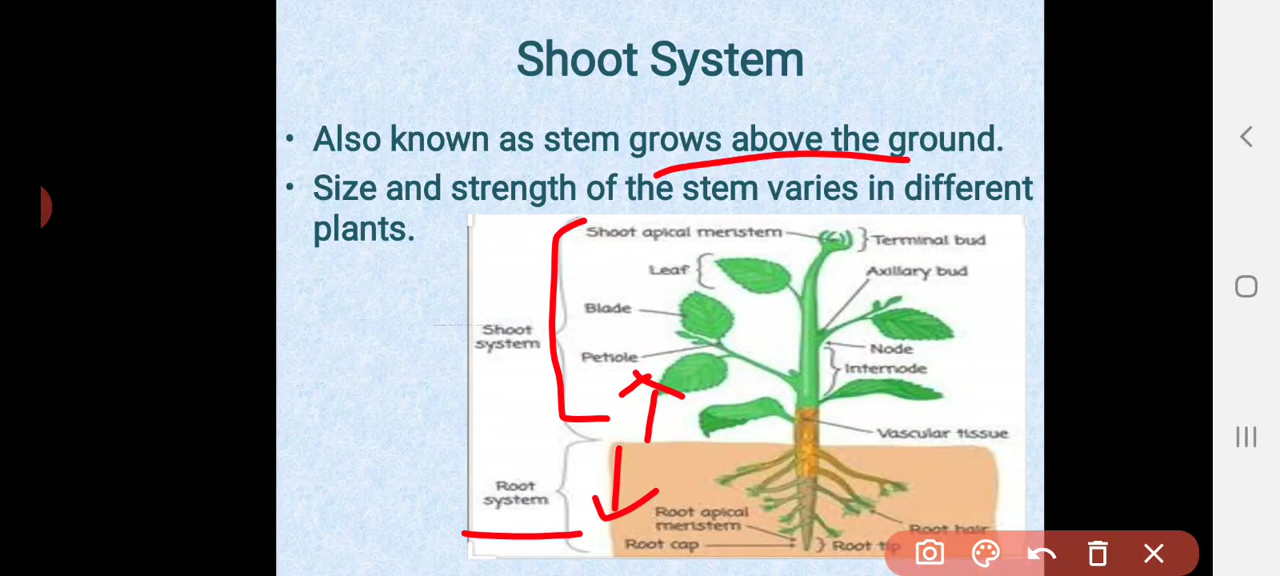 Shoot System
• Also known as stem grows above the ground.
• Size and strength of the stem varies in different
plants.
Shoot apical meristem
Terminal bud
Leaf
Axillary bud
Blade
Shoot
system
Node
Petiole
Internode
Vascular tissue
Root
system
Root apical
meristem
Root hair
Root cap
Root tip